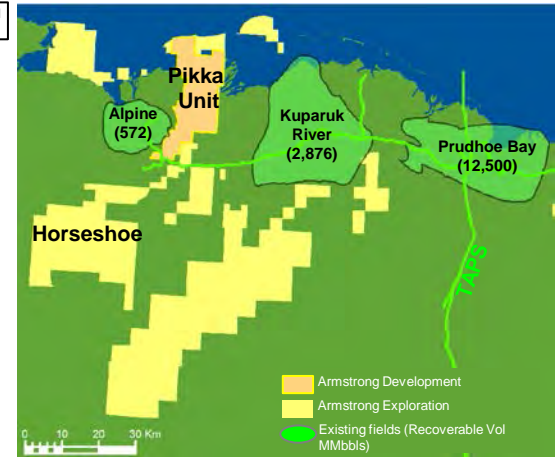 Pikka
Unit
Alpine
(572)
Kuparuk
River
(2,876)
Prudhoe Bay
(12,500)
Horseshoe
TAPS
Armstrong Development
Armstrong Exploration
Existing fields (Recoverable Vol
MMbbls)
0 10 20 30 Km